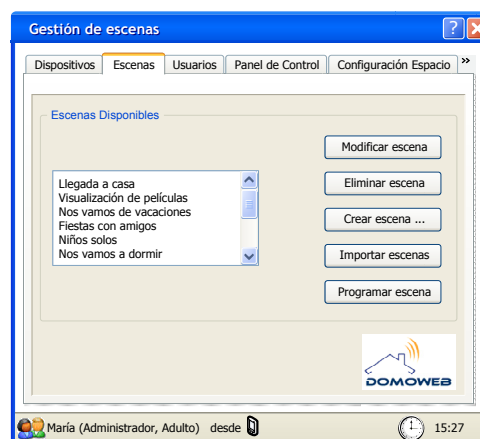 Gestión de escenas ? X
Dispositivos Escenas Usuarios Panel de Control Configuración Espacio »
Escenas Disponibles
Modificar escena
Eliminar escena
Crear escena ...
Importar escenas
Programar escena
Llegada a casa
Visualización de películas
Nos vamos de vacaciones
Fiestas con amigos
Niños solos
Nos vamos a dormir
DOMOWEB
María (Administrador, Adulto) desde 15:27